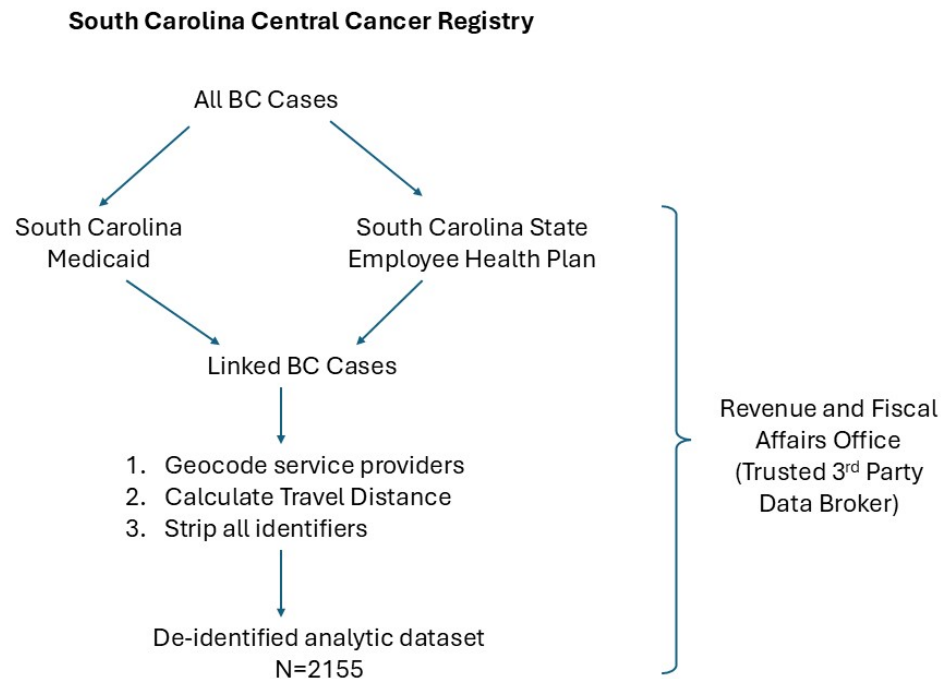 South Carolina Central Cancer Registry
All BC Cases
South Carolina
Medicaid
South Carolina State
Employee Health Plan
Linked BC Cases
1. Geocode service providers
2. Calculate Travel Distance
3. Strip all identifiers
De-identified analytic dataset
N=2155
Revenue and Fiscal
Affairs Office
(Trusted 3rd Party
Data Broker)